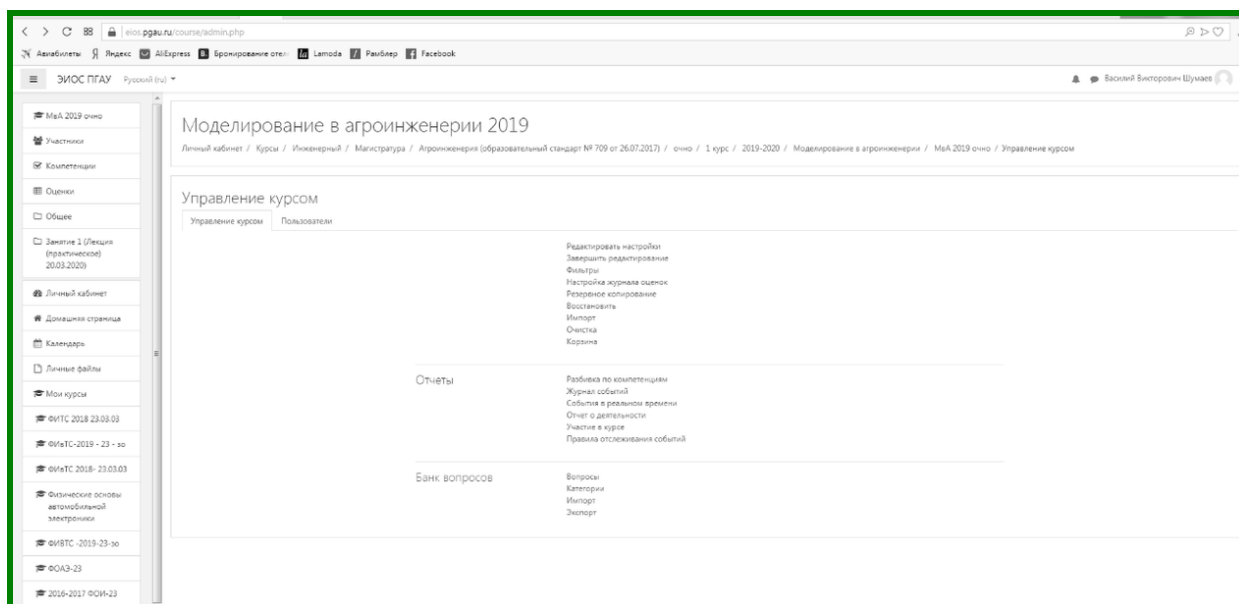 eios.pgau.ru/course/admin.php
Авиабилеты Яндекс AliExpress Бронирование отел Lamoda Рамблер Facebook
ЭИОС ПГАУ Русский (ru)
Василий Викторович Шумаев
МвА 2019 очно
Участники
Компетенции
Оценки
Общее
Занятие 1 (Лекция
(практическое)
20.03.2020)
Личный кабинет
Домашняя страница
Календарь
Личные файлы
Мои курсы
ФИТС 2018 23.03.03
ФИвТС-2019 - 23 - зо
ФИвТС 2018- 23.03.03
Физические основы
автомобильной
электроники
ФИВТС -2019-23-зо
ФОАЭ-23
2016-2017 ФОИ-23
Моделирование в агроинженерии 2019
Личный кабинет / Курсы / Инженерный / Магистратура / Агроинженерия (образовательный стандарт № 709 от 26.07.2017) / очно / 1 курс / 2019-2020 / Моделирование в агроинженерии / МвА 2019 очно / Управление курсом
Управление курсом
Управление курсом Пользователи
Редактировать настройки
Завершить редактирование
Фильтры
Настройка журнала оценок
Резервное копирование
Восстановить
Импорт
Очистка
Корзина
Отчеты
Разбивка по компетенциям
Журнал событий
События в реальном времени
Отчет о деятельности
Участие в курсе
Правила отслеживания событий
Банк вопросов
Вопросы
Категории
Импорт
Экспорт